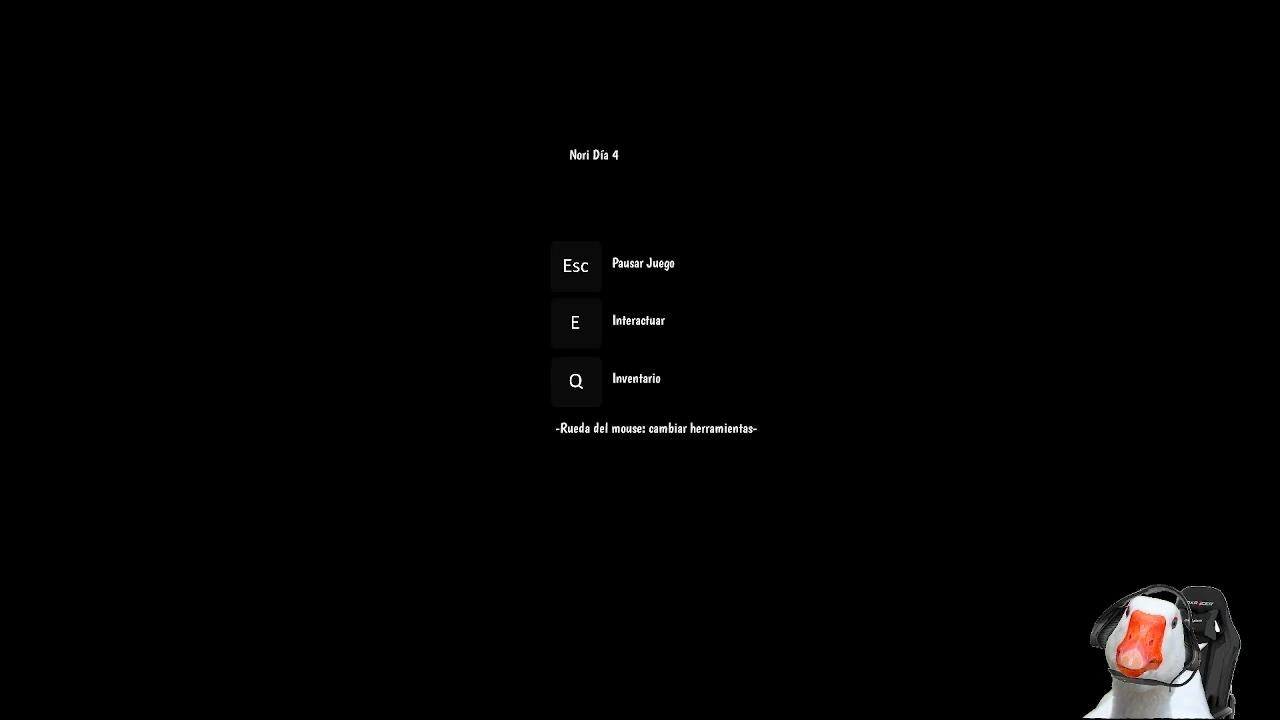 Nori Día 4
Esc Pausar Juego
E Interactuar
Q Inventario
-Rueda del mouse: cambiar herramientas-